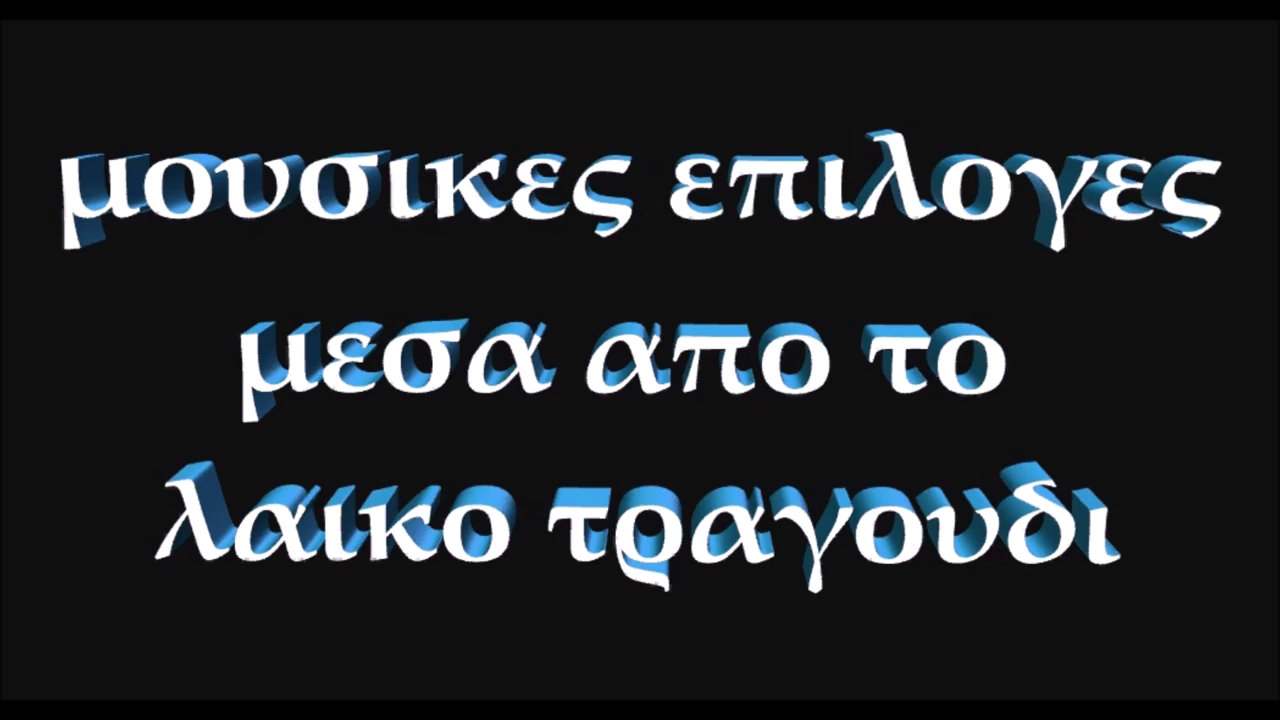 μουσικες επιλογες
μεσα απο το
λαικο τραγουδι